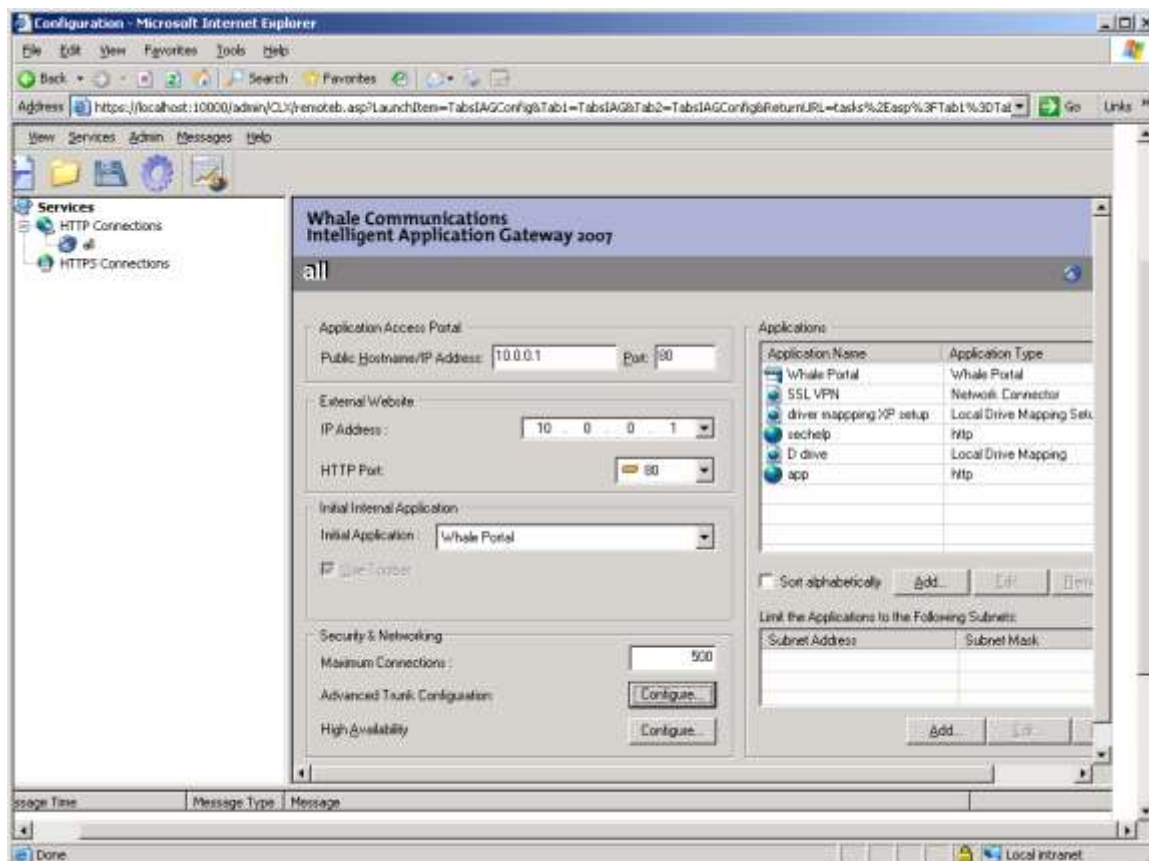 Configuration - Microsoft Internet Explorer
File Edit View Favorites Tools Help
Back Search Favorites
Address https://localhost:10000/admin/CLX/remoteb.asp?LaunchItem=TabsIAGConfig&Tab1=TabsIAG&Tab2=TabsIAGConfig&ReturnURL=tasks%2Easp%3FTab1%3DTab Go Links »
View Services Admin Messages Help
Services
HTTP Connections
all
HTTPS Connections
Whale Communications
Intelligent Application Gateway 2007
all
Application Access Portal
Public Hostname/IP Address: 10.0.0.1 Port: 80
External Website
IP Address : 10 . 0 . 0 . 1
HTTP Port: 80
Initial Internal Application
Initial Application : Whale Portal
Use Toolbar
Security & Networking
Maximum Connections : 500
Advanced Trunk Configuration: Configure...
High Availability Configure...
Applications
Application Name Application Type
Whale Portal Whale Portal
SSL VPN Network Connector
driver mappping XP setup Local Drive Mapping Setu
sechelp http
D drive Local Drive Mapping
app http
Sort alphabetically Add... Edit... Rem
Limit the Applications to the Following Subnets:
Subnet Address Subnet Mask
Add... Edit...
ssage Time Message Type Message
Done Local intranet